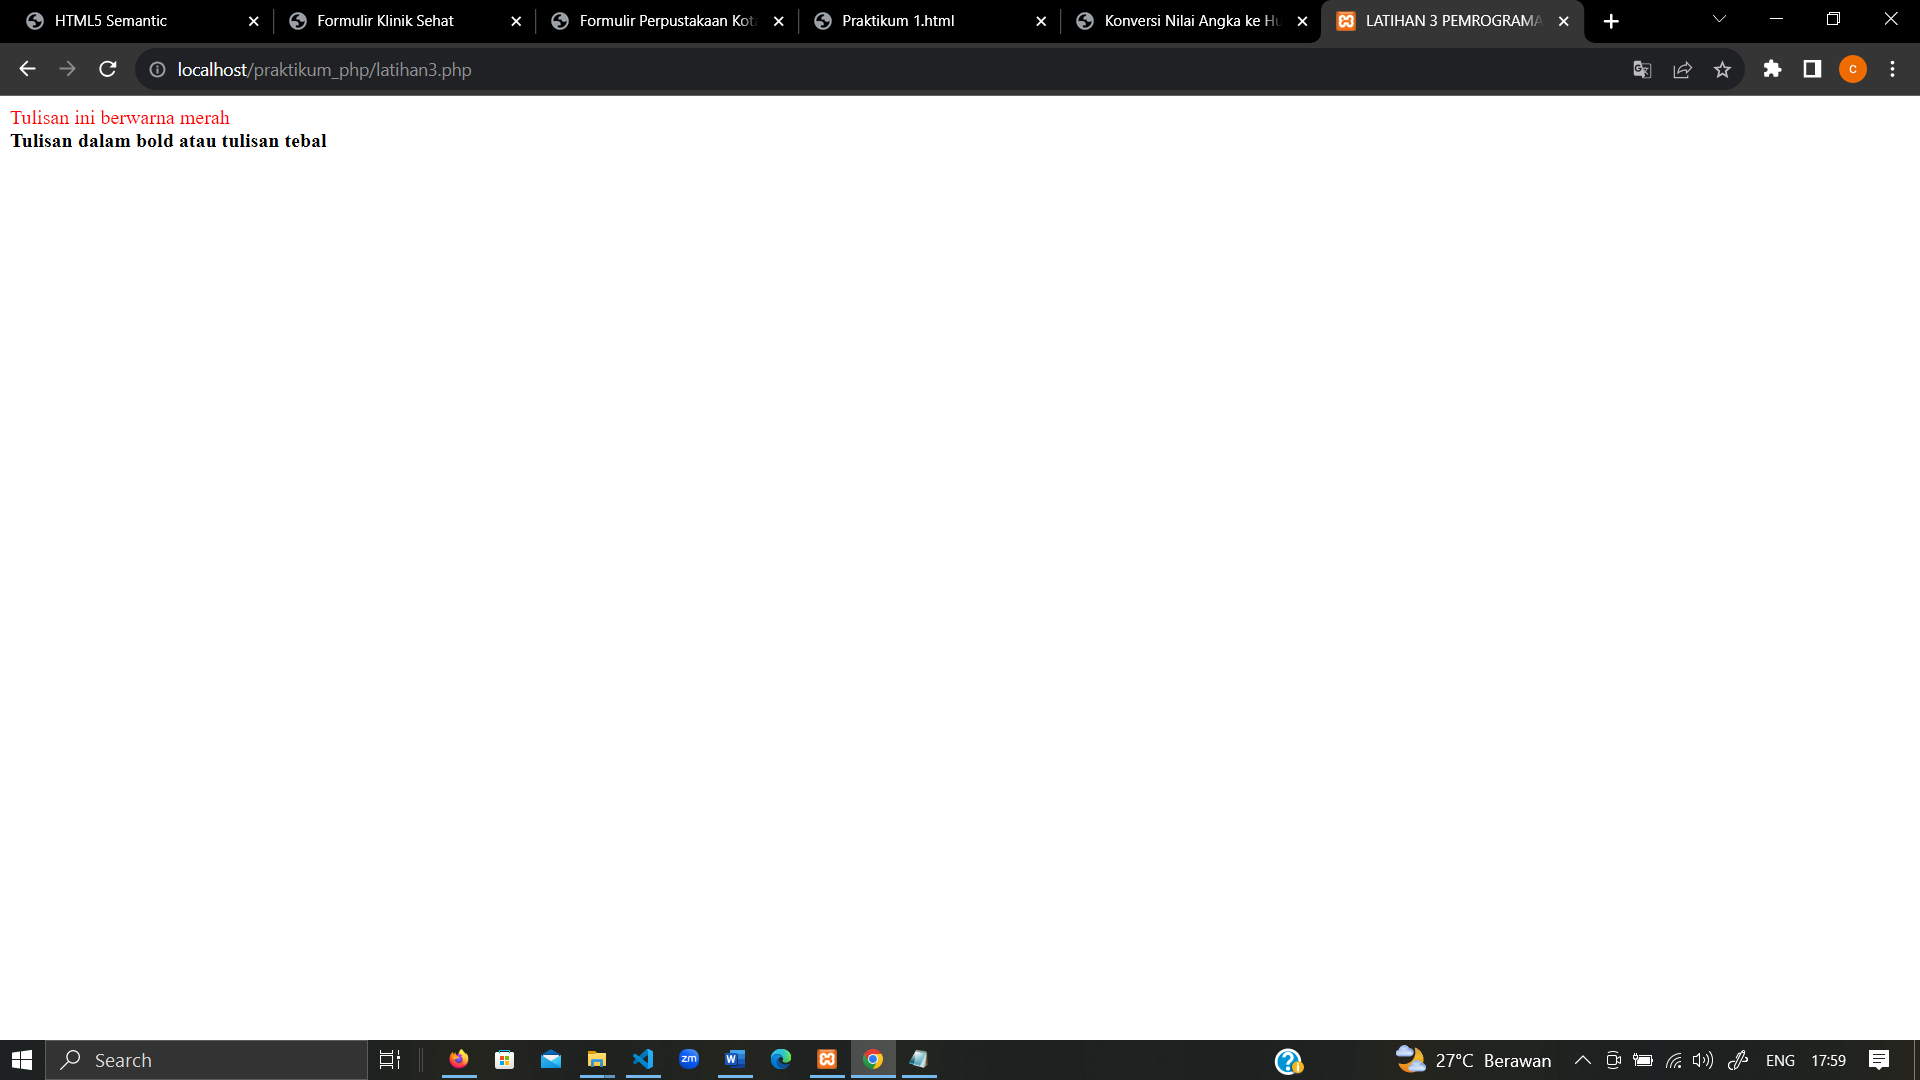 HTML5 Semantic
Formulir Klinik Sehat
Formulir Perpustakaan Kot
Praktikum 1.html
Konversi Nilai Angka ke Hu
LATIHAN 3 PEMROGRAMA
localhost/praktikum_php/latihan3.php
C
Tulisan ini berwarna merah
Tulisan dalam bold atau tulisan tebal
Search
zm
W
27°C Berawan
ENG
17:59